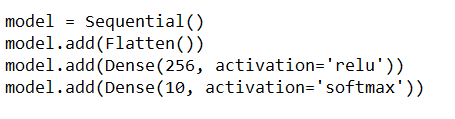 model = Sequential()
model.add(Flatten())
model.add(Dense(256, activation='relu'))
model.add(Dense(10, activation='softmax'))